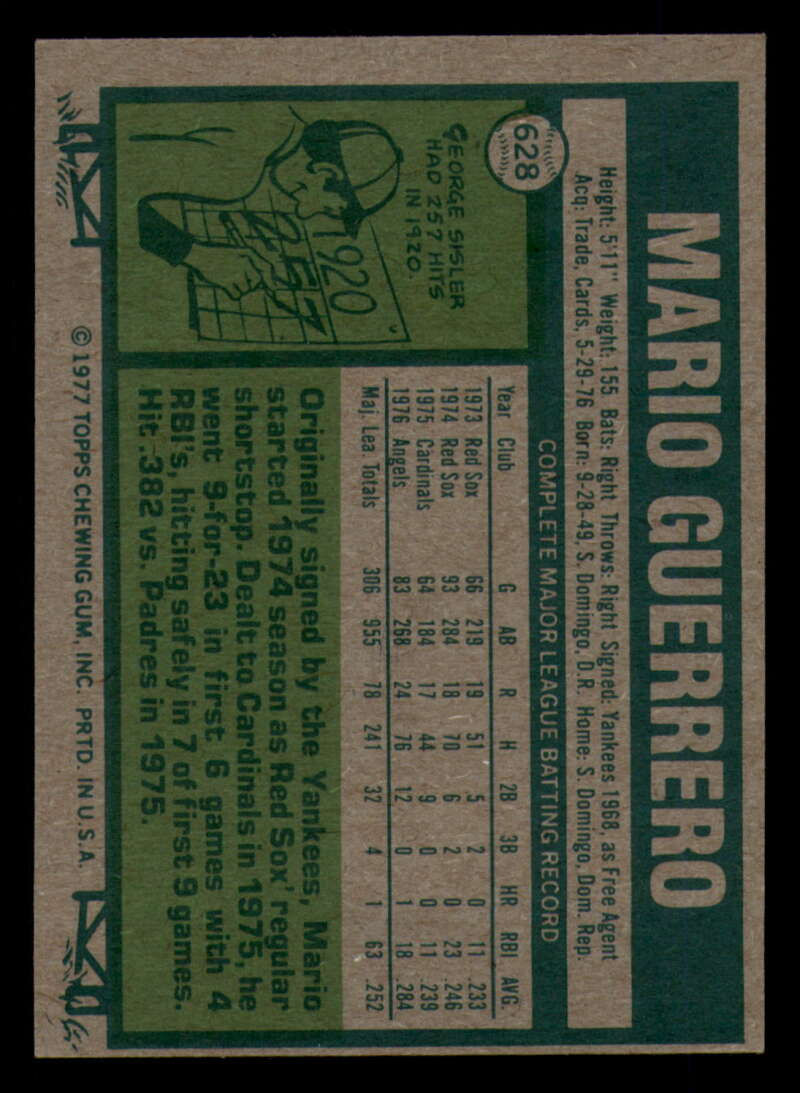 MARIO GUERRERO
628
Height: 5'11" Weight: 155 Bats: Right Throws: Right Signed: Yankees 1968, as Free Agent
Acq: Trade, Cards, 5-29-76 Born: 9-28-49, S. Domingo, D.R. Home: S. Domingo, Dom. Rep.
COMPLETE MAJOR LEAGUE BATTING RECORD
Year Club G AB R H 2B 3B HR RBI AVG.
1973 Red Sox 66 219 19 51 5 2 0 11 .233
1974 Red Sox 93 284 18 70 6 2 0 23 .246
1975 Cardinals 64 184 17 44 9 0 0 11 .239
1976 Angels 83 268 24 76 12 0 1 18 .284
Maj. Lea Totals 306 955 78 241 32 4 1 63 .252
GEORGE SISLER
HAD 257 HITS
IN 1920.
1920
257
Originally signed by the Yankees, Mario
started 1974 season as Red Sox' regular
shortstop. Dealt to Cardinals in 1975, he
went 9-for-23 in first 6 games with 4
RBI's, hitting safely in 7 of first 9 games.
Hit .382 vs. Padres in 1975.
© 1977 TOPPS CHEWING GUM, INC. PRTD. IN U.S.A.